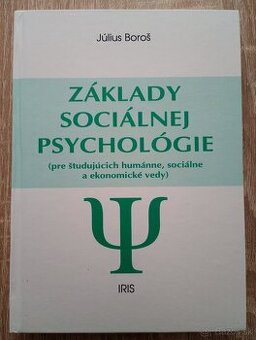 Július Boroš
ZÁKLADY
SOCIÁLNEJ
PSYCHOLÓGIE
(pre študujúcich humánne, sociálne
a ekonomické vedy)
Ψ
IRIS